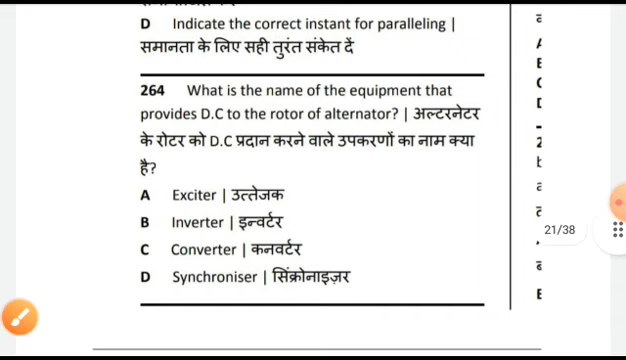 D Indicate the correct instant for paralleling |
समानता के लिए सही तुरंत संकेत दें
264 What is the name of the equipment that
provides D.C to the rotor of alternator? | अल्टरनेटर
के रोटर को D.C प्रदान करने वाले उपकरणों का नाम क्या
है?
A Exciter | उत्तेजक
B Inverter | इन्वर्टर
C Converter | कनवर्टर
D Synchroniser | सिंक्रोनाइज़र
21/38